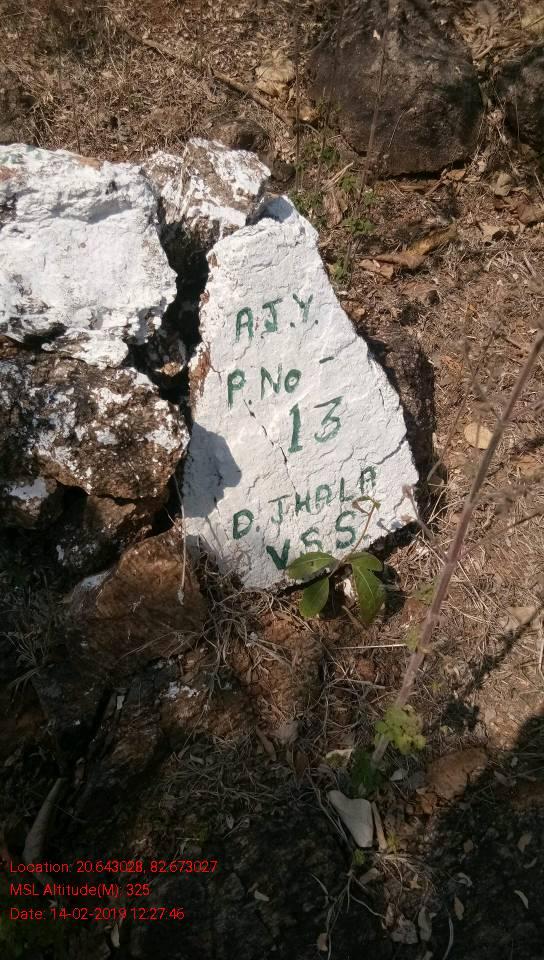 A.J.Y.
P.No -
13
D.JHALA
V.S.S.
Location: 20.643028, 82.673027
MSL Altitude(M): 325
Date: 14-02-2019 12:27:46